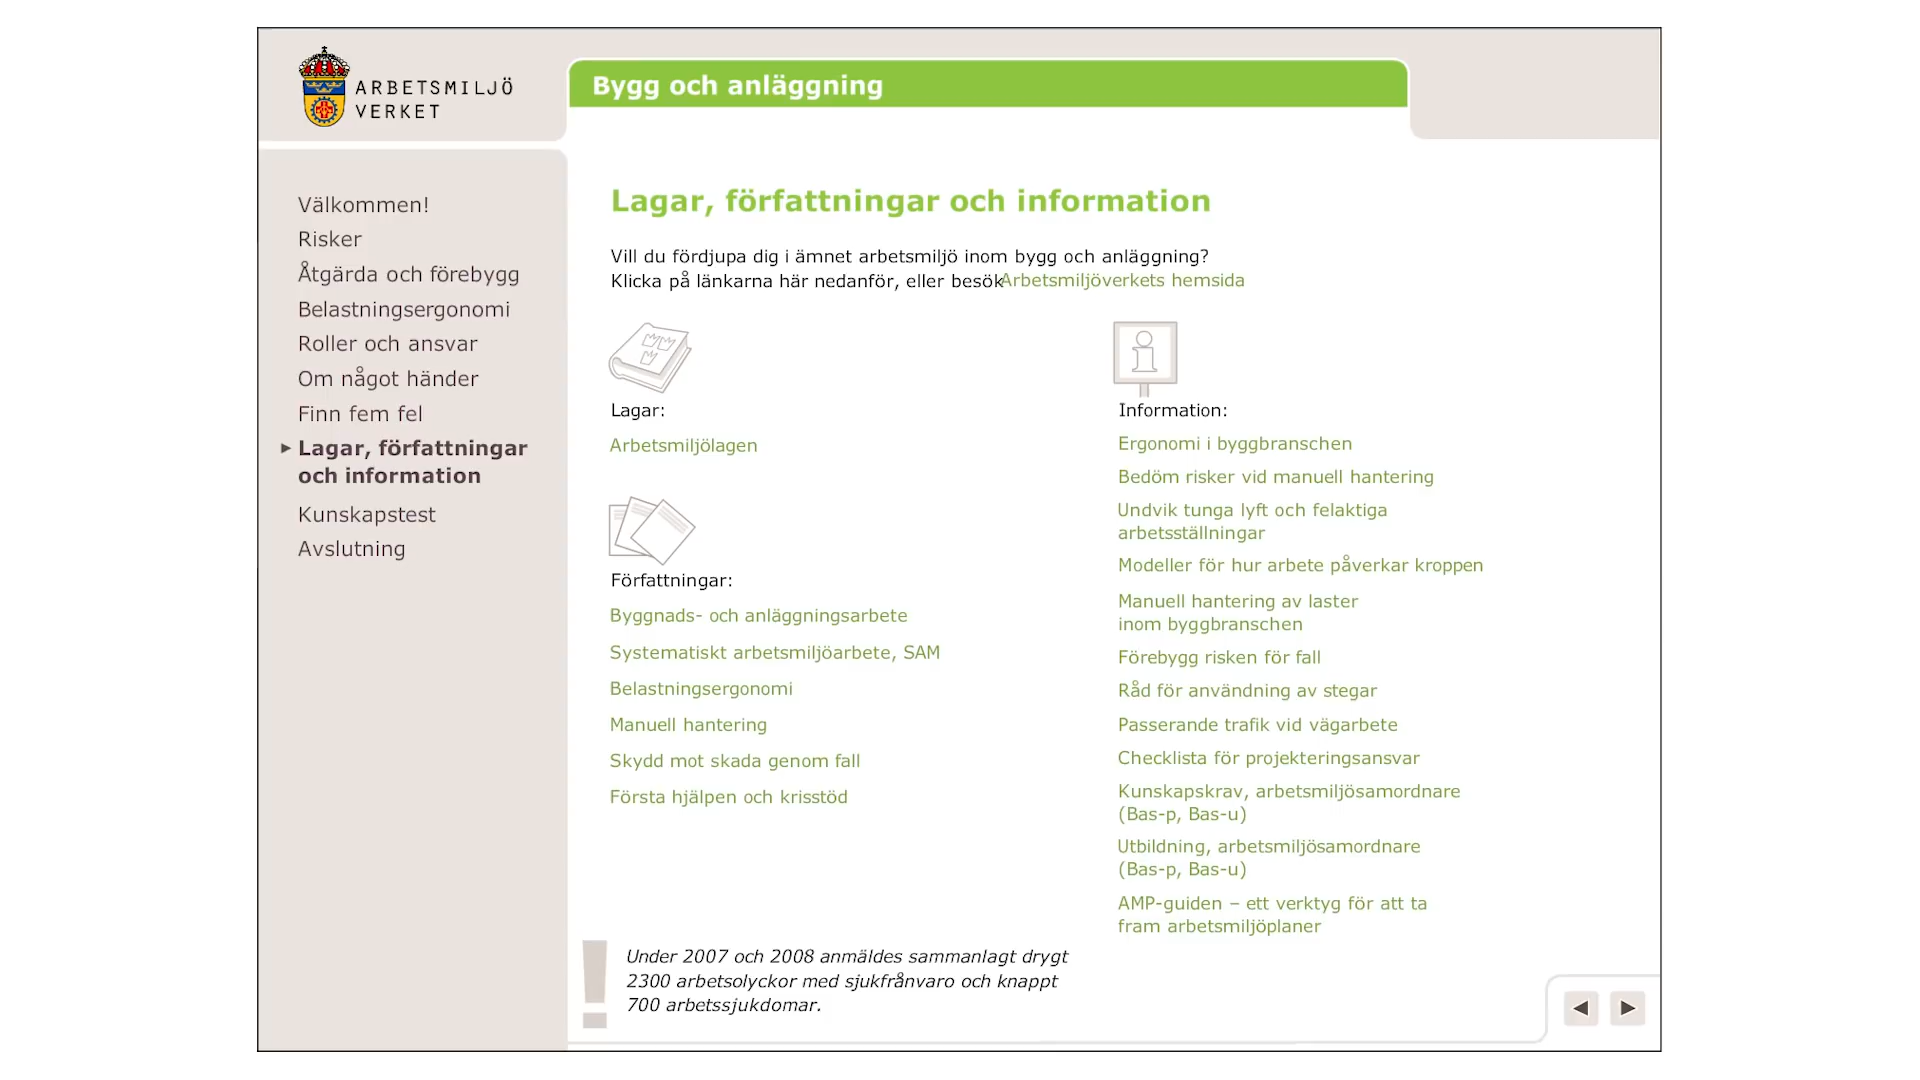 ARBETSMILJÖ
VERKET
Bygg och anläggning
Välkommen!
Risker
Åtgärda och förebygg
Belastningsergonomi
Roller och ansvar
Om något händer
Finn fem fel
Lagar, författningar
och information
Kunskapstest
Avslutning
Lagar, författningar och information
Vill du fördjupa dig i ämnet arbetsmiljö inom bygg och anläggning?
Klicka på länkarna här nedanför, eller besök Arbetsmiljöverkets hemsida
Lagar:
Arbetsmiljölagen
Författningar:
Byggnads- och anläggningsarbete
Systematiskt arbetsmiljöarbete, SAM
Belastningsergonomi
Manuell hantering
Skydd mot skada genom fall
Första hjälpen och krisstöd
Information:
Ergonomi i byggbranschen
Bedöm risker vid manuell hantering
Undvik tunga lyft och felaktiga
arbetsställningar
Modeller för hur arbete påverkar kroppen
Manuell hantering av laster
inom byggbranschen
Förebygg risken för fall
Råd för användning av stegar
Passerande trafik vid vägarbete
Checklista för projekteringsansvar
Kunskapskrav, arbetsmiljösamordnare
(Bas-p, Bas-u)
Utbildning, arbetsmiljösamordnare
(Bas-p, Bas-u)
AMP-guiden – ett verktyg för att ta
fram arbetsmiljöplaner
Under 2007 och 2008 anmäldes sammanlagt drygt
2300 arbetsolyckor med sjukfrånvaro och knappt
700 arbetssjukdomar.